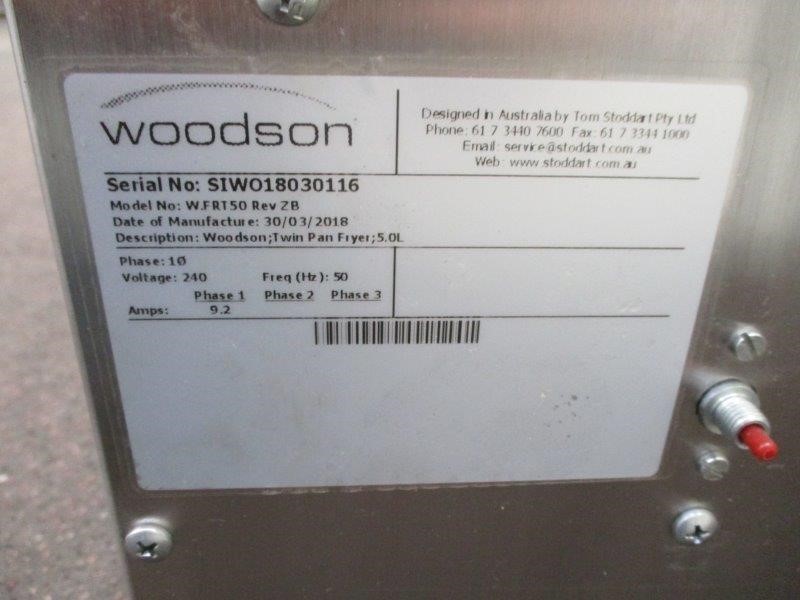 woodson
Designed in Australia by Tom Stoddart Pty Ltd
Phone: 61 7 3440 7600 Fax: 61 7 3344 1000
Email: service@stoddart.com.au
Web: www.stoddart.com.au
Serial No: SIWO18030116
Model No: W.FRT50 Rev ZB
Date of Manufacture: 30/03/2018
Description: Woodson;Twin Pan Fryer;5.0L
Phase: 1Ø
Voltage: 240 Freq (Hz): 50
Phase 1 Phase 2 Phase 3
Amps: 9.2